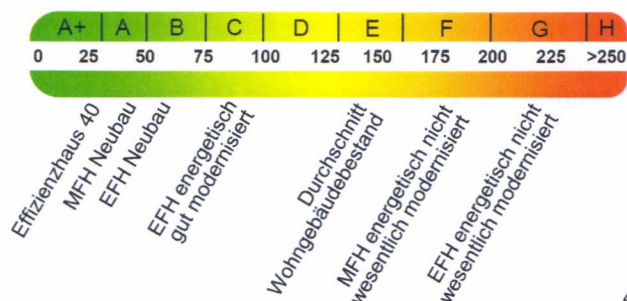 A+ A B C D E F G H
0 25 50 75 100 125 150 175 200 225 >250
Effizienzhaus 40
MFH Neubau
EFH Neubau
EFH energetisch
gut modernisiert
Durchschnitt
Wohngebäudebestand
MFH energetisch nicht
wesentlich modernisiert
EFH energetisch nicht
wesentlich modernisiert